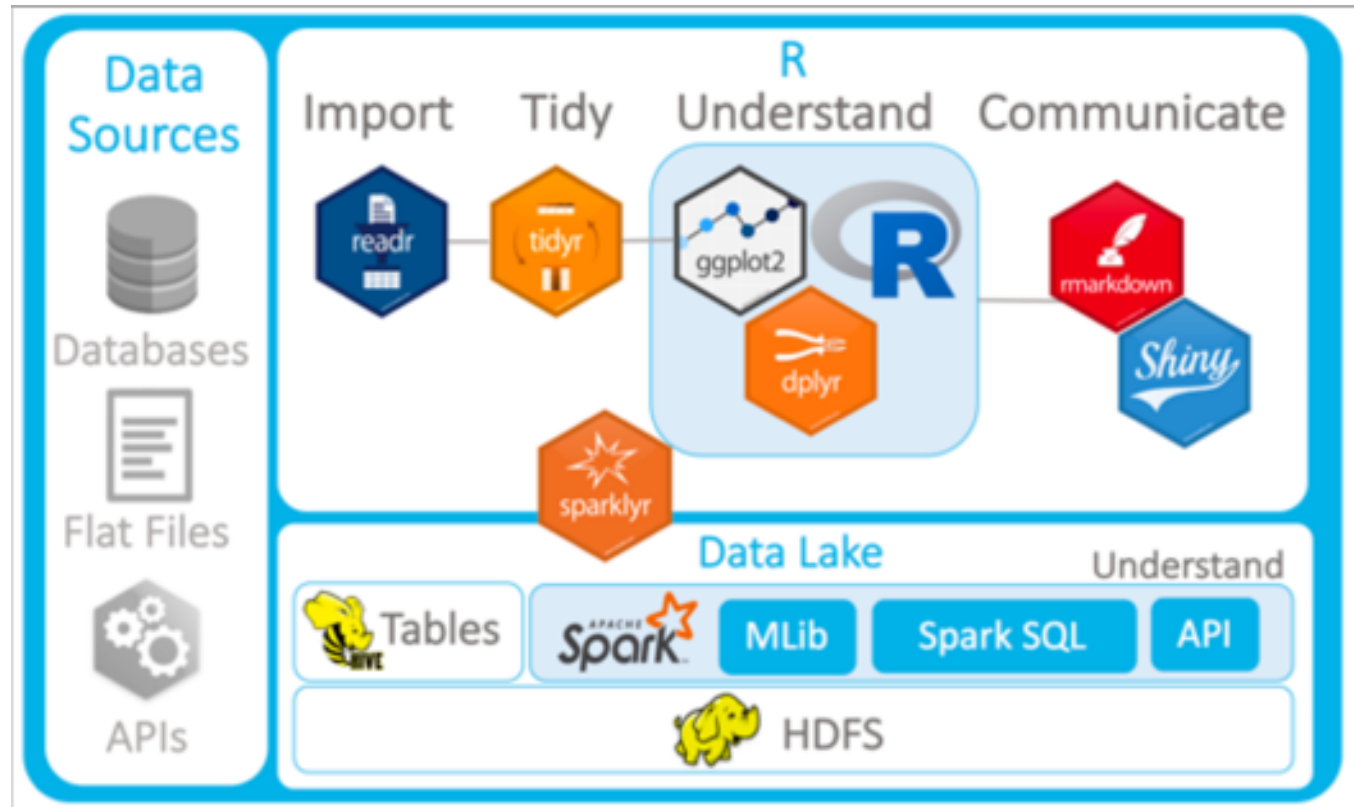 Data
Sources
Databases
Flat Files
APIs
R
Import Tidy Understand Communicate
readr
tidyr
ggplot2
dplyr
rmarkdown
Shiny
sparklyr
Data Lake
Understand
HIVE
Tables
APACHE
Spark
MLib
Spark SQL
API
HDFS